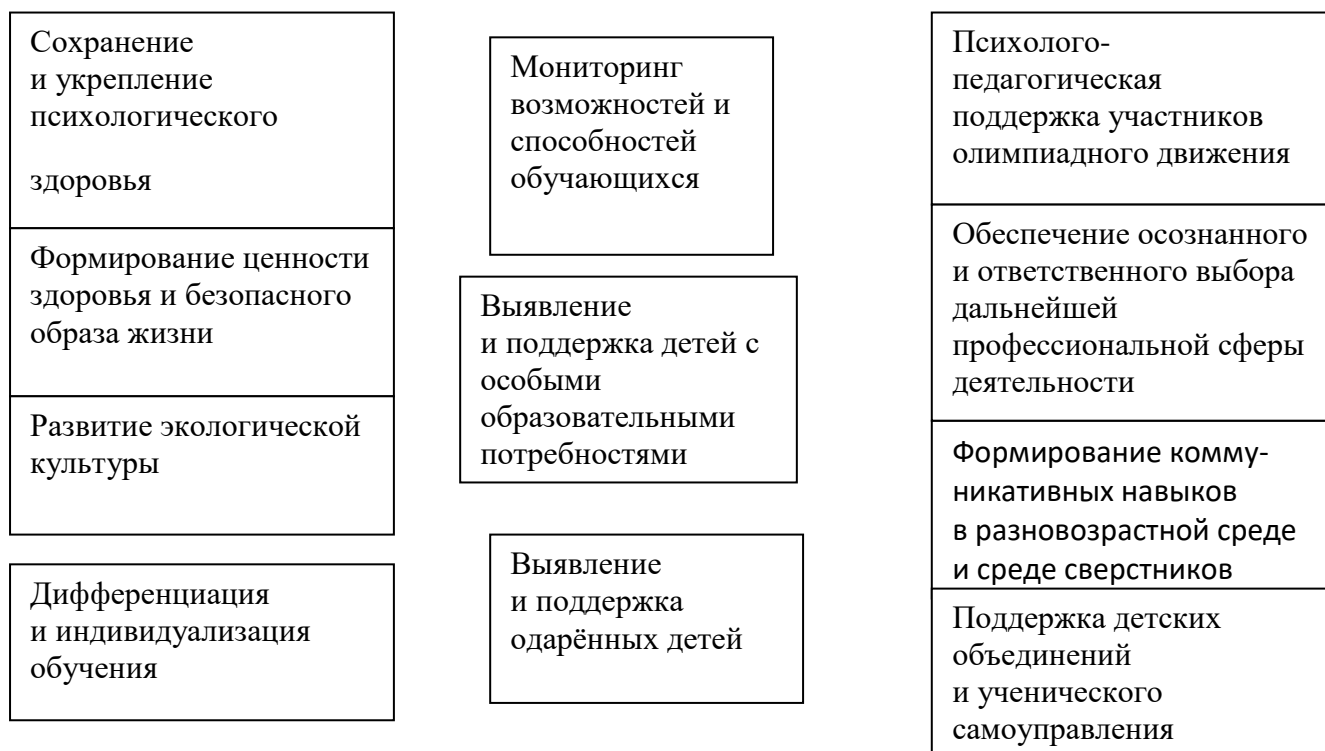 Сохранение
и укрепление
психологического
здоровья
Формирование ценности
здоровья и безопасного
образа жизни
Развитие экологической
культуры
Дифференциация
и индивидуализация
обучения
Мониторинг
возможностей и
способностей
обучающихся
Выявление
и поддержка детей с
особыми
образовательными
потребностями
Выявление
и поддержка
одарённых детей
Психолого-
педагогическая
поддержка участников
олимпиадного движения
Обеспечение осознанного
и ответственного выбора
дальнейшей
профессиональной сферы
деятельности
Формирование комму-
никативных навыков
в разновозрастной среде
и среде сверстников
Поддержка детских
объединений
и ученического
самоуправления